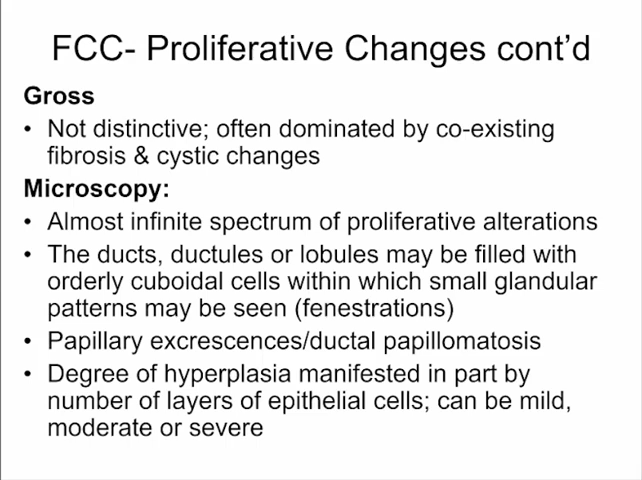 FCC- Proliferative Changes cont'd
Gross
• Not distinctive; often dominated by co-existing
fibrosis & cystic changes
Microscopy:
• Almost infinite spectrum of proliferative alterations
• The ducts, ductules or lobules may be filled with
orderly cuboidal cells within which small glandular
patterns may be seen (fenestrations)
• Papillary excrescences/ductal papillomatosis
• Degree of hyperplasia manifested in part by
number of layers of epithelial cells; can be mild,
moderate or severe